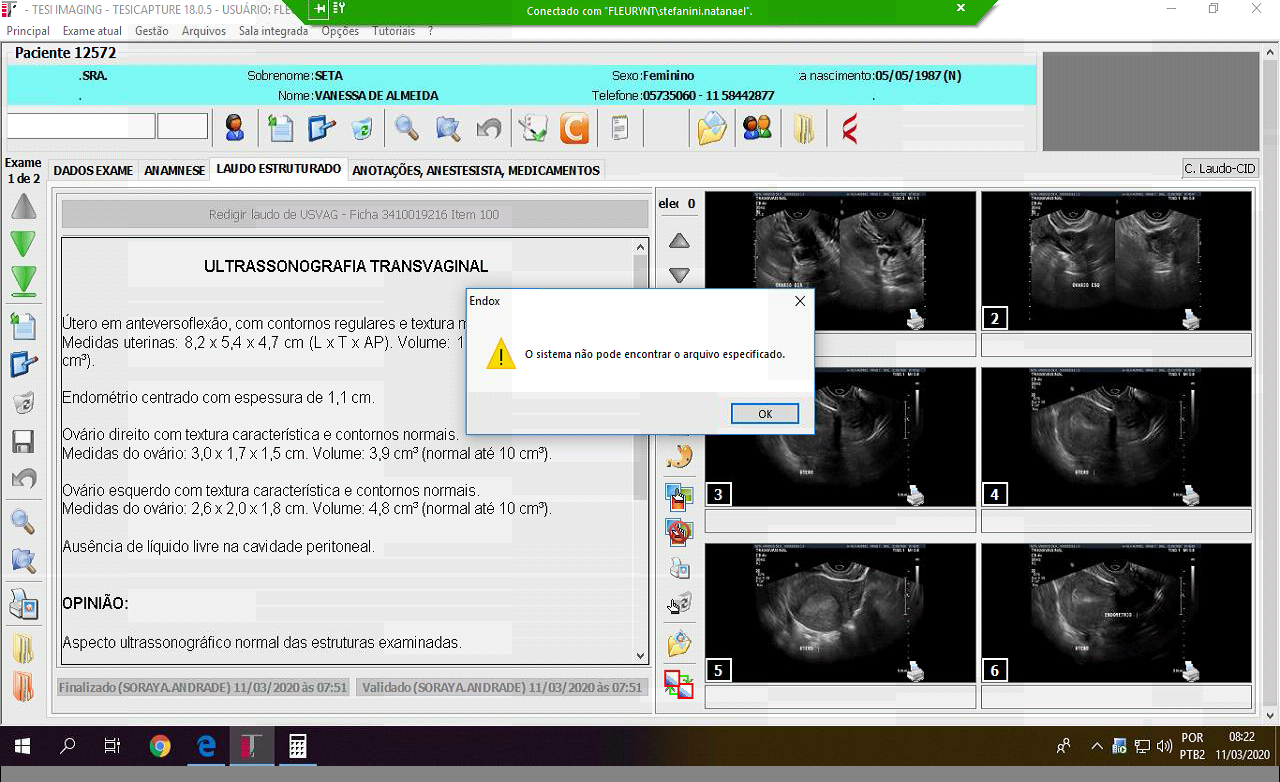 - TESI IMAGING - TESICAPTURE 18.0.5 - USUÁRIO: FLE
Conectado com "FLEURYNT\stefanini.natanael".
Principal Exame atual Gestão Arquivos Sala integrada Opções Tutoriais ?
Paciente 12572
.SRA. Sobrenome:SETA Sexo:Feminino :a nascimento:05/05/1987 (N)
. Nome:VANESSA DE ALMEIDA Telefone:05735060 - 11 58442877 .
Exame
1 de 2
DADOS EXAME ANAMNESE LAUDO ESTRUTURADO ANOTAÇÕES, ANESTESISTA, MEDICAMENTOS
C. Laudo-CID
Redigir laudo de - Ficha 3410019216 Item
elec 0
ULTRASSONOGRAFIA TRANSVAGINAL
Útero em anteversoflexão, com contornos regulares e textura
Medidas uterinas: 8,2 x 5,4 x 4,7 cm (L x T x AP). Volume: 1
cm³).
Endométrio centrado com espessura de 1,1 cm.
Ovário direito com textura característica e contornos normais.
Medidas do ovário: 3,0 x 1,7 x 1,5 cm. Volume: 3,9 cm³ (normal até 10 cm³).
Ovário esquerdo com textura característica e contornos normais.
Medidas do ovário: 2,6 x 2,0 x 1,8 cm. Volume: 4,8 cm³ (normal até 10 cm³).
Ausência de líquido livre na cavidade peritoneal.
OPINIÃO:
Aspecto ultrassonográfico normal das estruturas examinadas.
Finalizado (SORAYA.ANDRADE) 11/03/2020 às 07:51
Validado (SORAYA.ANDRADE) 11/03/2020 às 07:51
Endox
O sistema não pode encontrar o arquivo especificado.
OK
TRANSVAGINAL
OVARIO DIR
TRANSVAGINAL
OVARIO ESQ
2
UTERO
3
UTERO
4
TRANSVAGINAL
UTERO
5
TRANSVAGINAL
ENDOMETRIO
UTERO
6
POR
PTB2
08:22
11/03/2020